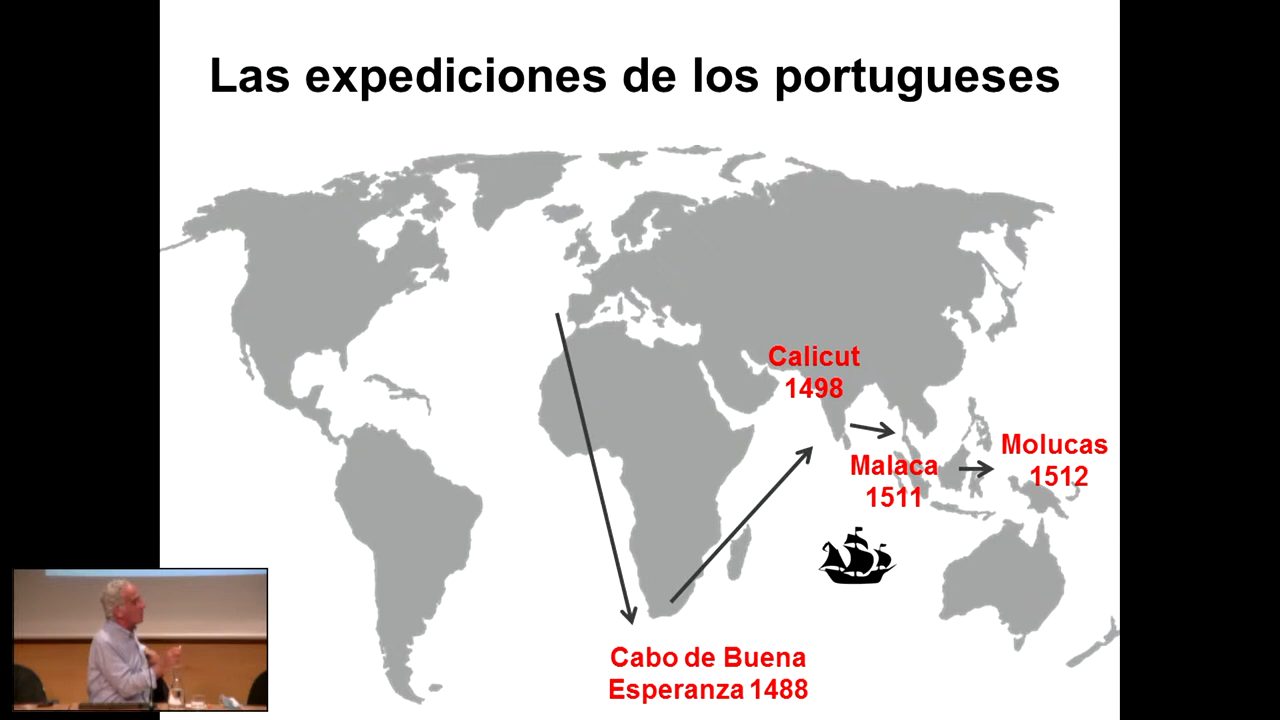 Las expediciones de los portugueses
Calicut
1498
Molucas
1512
Malaca
1511
Cabo de Buena
Esperanza 1488